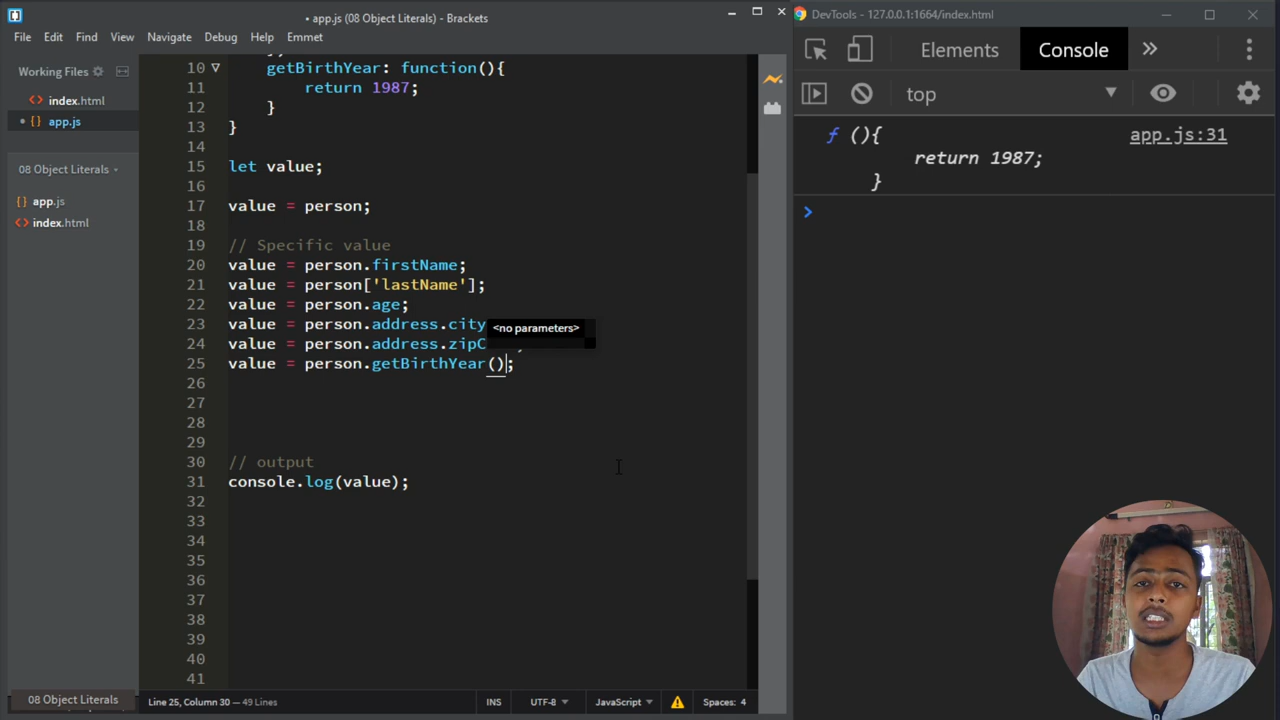 • app.js (08 Object Literals) - Brackets
File Edit Find View Navigate Debug Help Emmet
Working Files
index.html
• {} app.js
08 Object Literals
{} app.js
index.html
10 getBirthYear: function(){
11 return 1987;
12 }
13 }
14
15 let value;
16
17 value = person;
18
19 // Specific value
20 value = person.firstName;
21 value = person['lastName'];
22 value = person.age;
23 value = person.address.city
<no parameters>
24 value = person.address.zipC
25 value = person.getBirthYear();
26
27
28
29
30 // output
31 console.log(value);
32
33
34
35
36
37
38
39
40
41
08 Object Literals
Line 25, Column 30 — 49 Lines
INS UTF-8 JavaScript Spaces: 4
DevTools - 127.0.0.1:1664/index.html
Elements Console »
top
ƒ (){ app.js:31
return 1987;
}
>